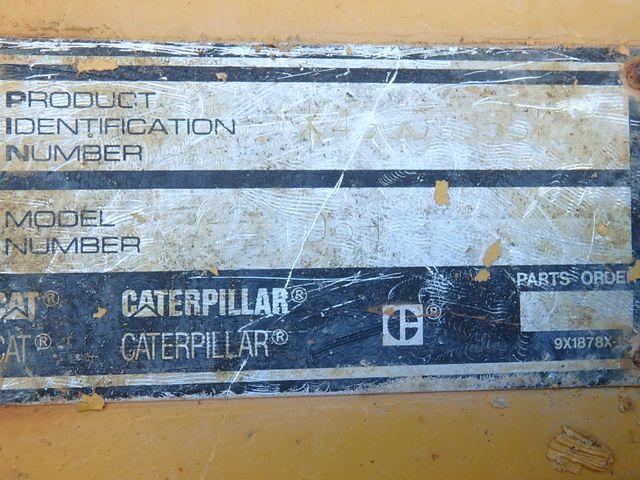 PRODUCT
IDENTIFICATION
NUMBER
MODEL
NUMBER
CAT® CATERPILLAR® ®
CAT® CATERPILLAR®
PARTS ORDER
9X1878X